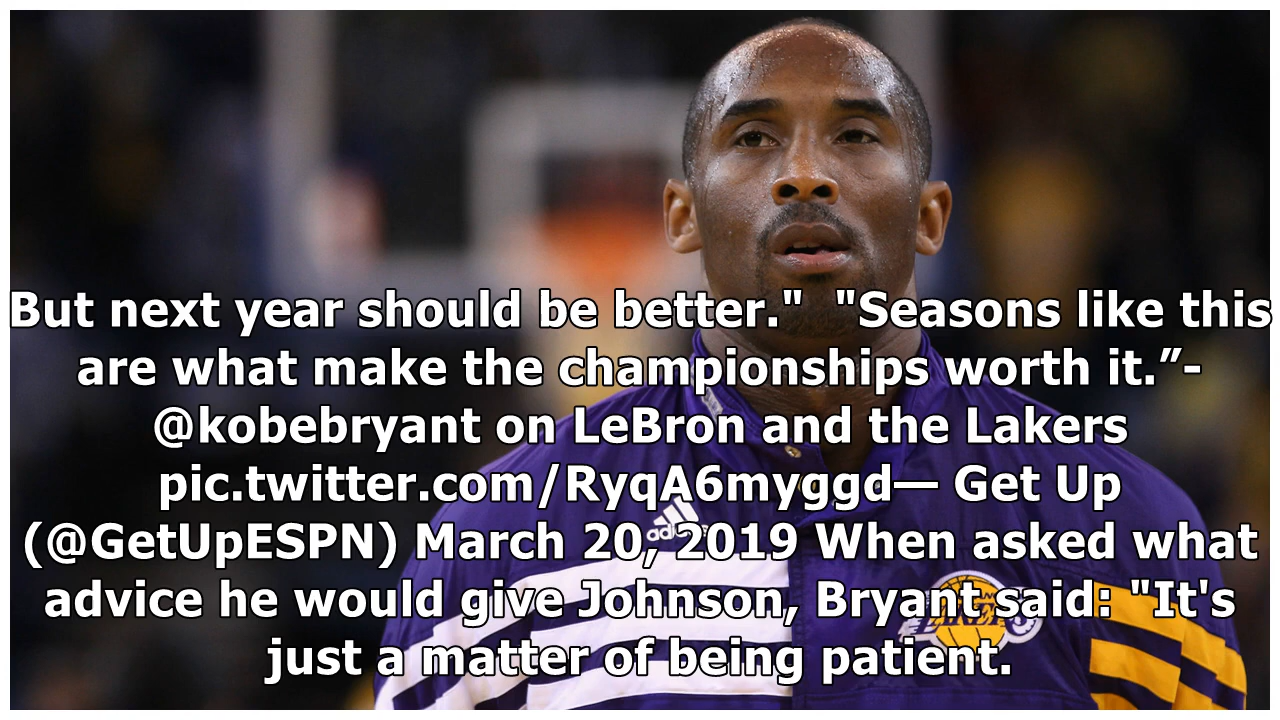 But next year should be better."  "Seasons like this
are what make the championships worth it.”-
@kobebryant on LeBron and the Lakers
pic.twitter.com/RyqA6myggd— Get Up
(@GetUpESPN) March 20, 2019 When asked what
advice he would give Johnson, Bryant said: "It's
just a matter of being patient.
adidas
LAKERS